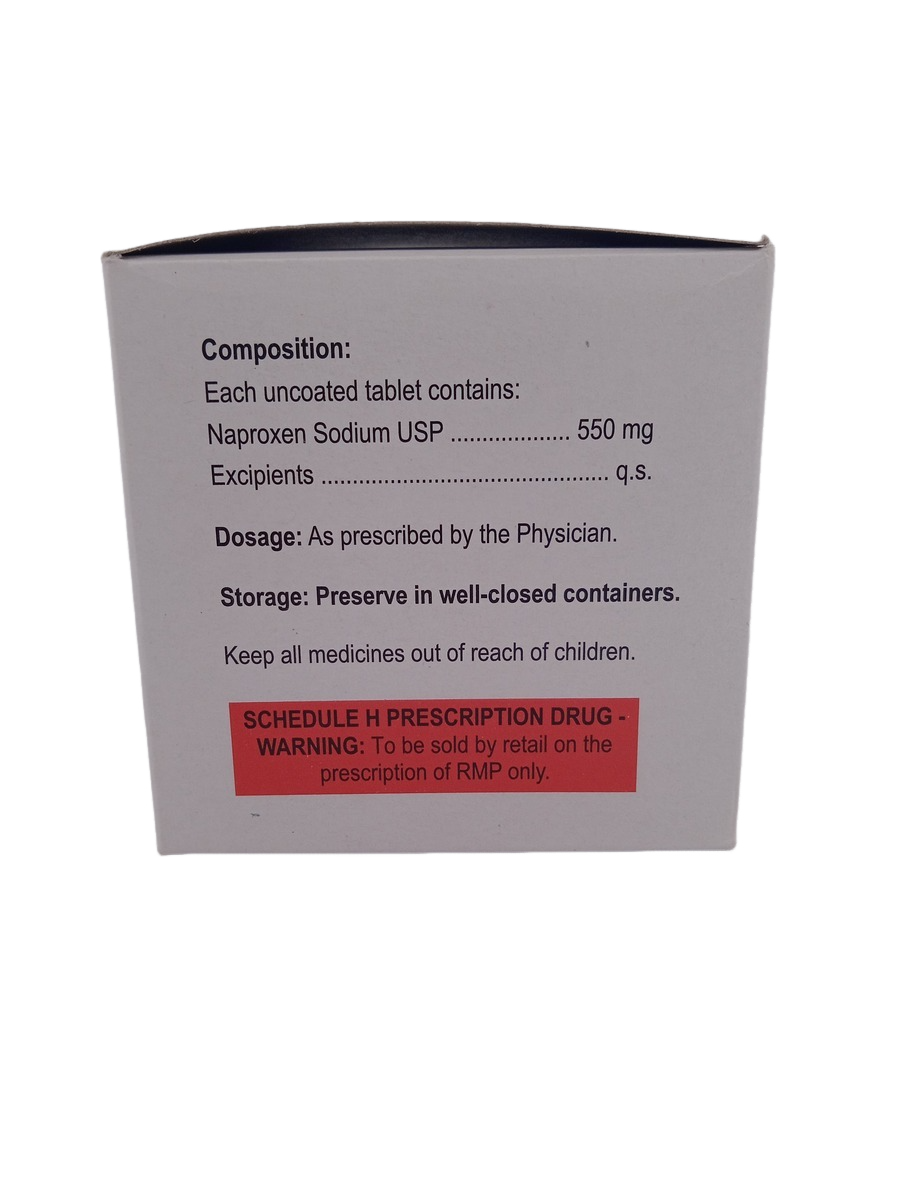 Composition:
Each uncoated tablet contains:
Naproxen Sodium USP ................... 550 mg
Excipients .............................................. q.s.
Dosage: As prescribed by the Physician.
Storage: Preserve in well-closed containers.
Keep all medicines out of reach of children.
SCHEDULE H PRESCRIPTION DRUG -
WARNING: To be sold by retail on the
prescription of RMP only.